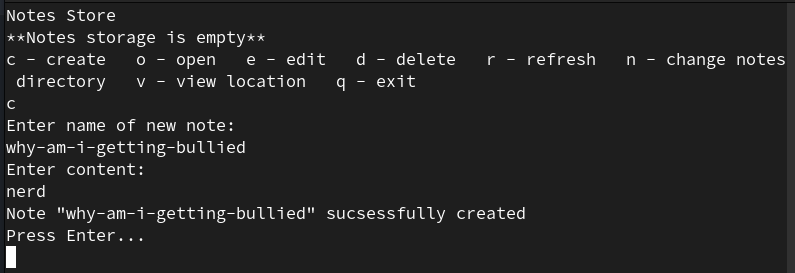 Notes Store
**Notes storage is empty**
c - create   o - open   e - edit   d - delete   r - refresh   n - change notes
 directory   v - view location   q - exit
c
Enter name of new note:
why-am-i-getting-bullied
Enter content:
nerd
Note "why-am-i-getting-bullied" sucsessfully created
Press Enter...